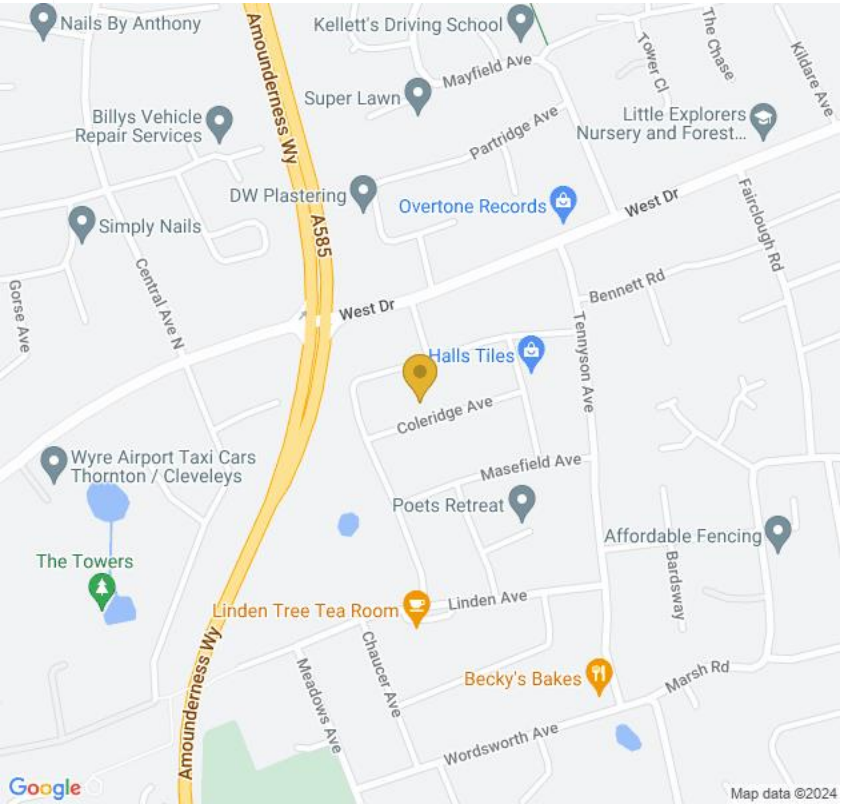 Nails By Anthony
Kellett's Driving School
Tower Cl
The Chase
Kildare Ave
Mayfield Ave
Amounderness Wy
Super Lawn
Billys Vehicle
Repair Services
Partridge Ave
Little Explorers
Nursery and Forest...
DW Plastering
Overtone Records
West Dr
Fairclough Rd
Simply Nails
A585
Central Ave N
Gorse Ave
Bennett Rd
West Dr
Tennyson Ave
Halls Tiles
Coleridge Ave
Wyre Airport Taxi Cars
Thornton / Cleveleys
Masefield Ave
Poets Retreat
Affordable Fencing
The Towers
Bardsway
Linden Tree Tea Room
Linden Ave
Amounderness Wy
Meadows Ave
Chaucer Ave
Becky's Bakes
Marsh Rd
Wordsworth Ave
Google
Map data ©2024